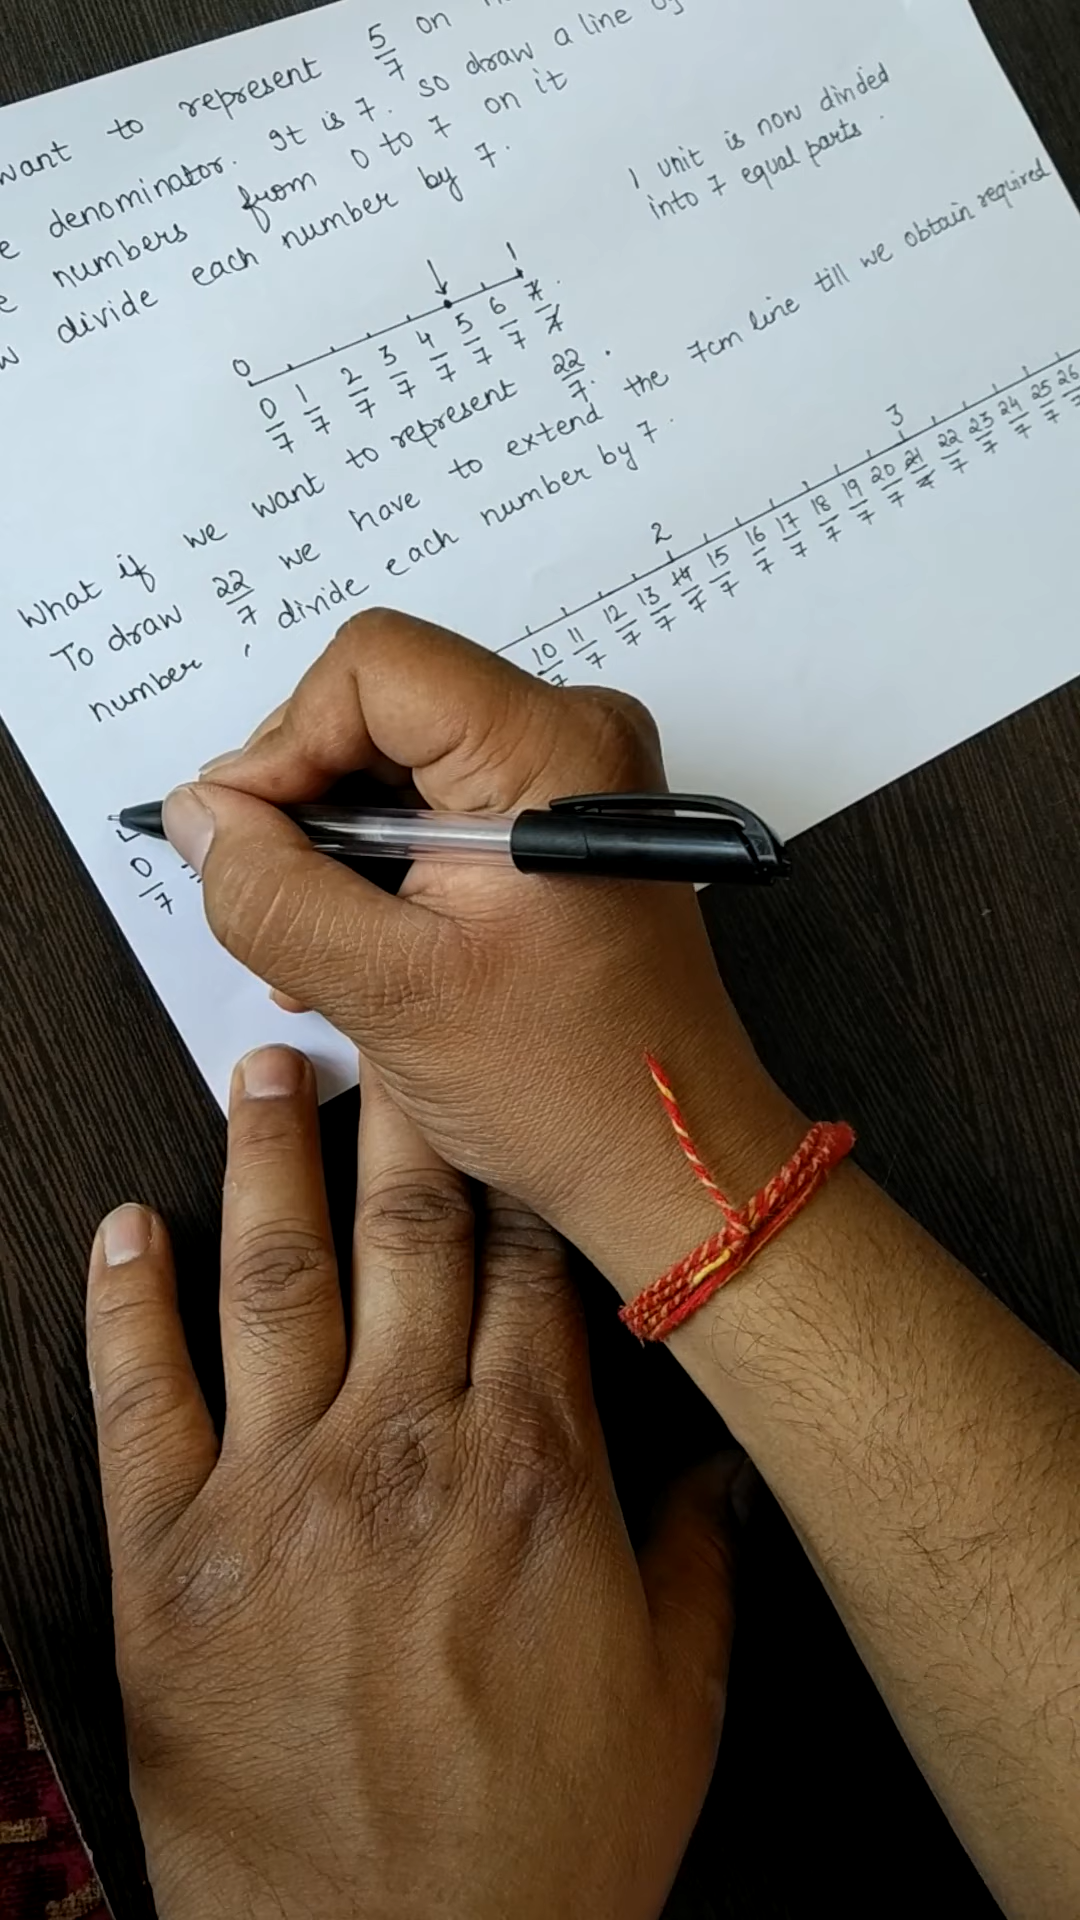 want to represent 5/7 on
denominator. It is 7. so draw a line
numbers from 0 to 7 on it
divide each number by 7.
1 unit is now divided
into 7 equal parts.
0 1
0/7 1/7 2/7 3/7 4/7 5/7 6/7 7/7
What if we want to represent 22/7.
To draw 22/7 we have to extend the 7cm line till we obtain required
number, divide each number by 7.
2 3
0/7 10/7 11/7 12/7 13/7 14/7 15/7 16/7 17/7 18/7 19/7 20/7 21/7 22/7 23/7 24/7 25/7 26/7